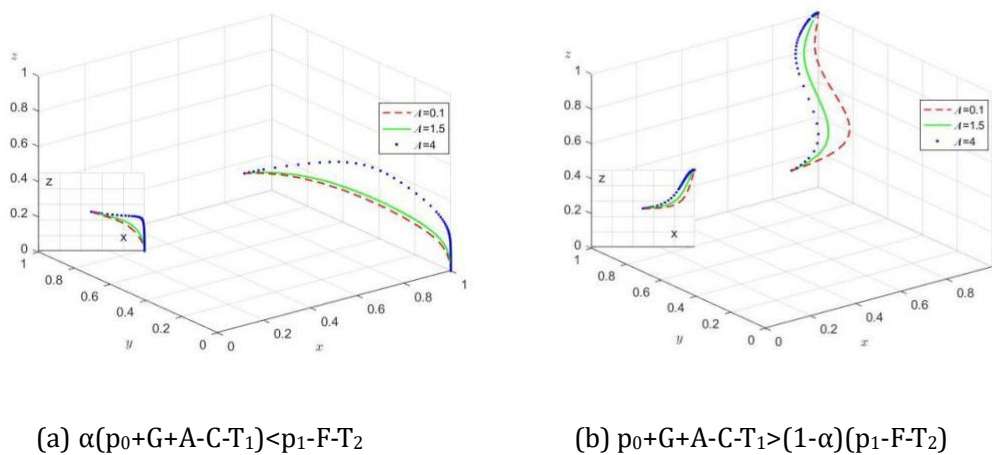 z
1
0.8
0.6
0.4
0.2
0
1
0.8
0.6
0.4
0.2
0
y
0
0.2
0.4
0.6
0.8
1
x
A=0.1
A=1.5
A=4
z
x
z
1
0.8
0.6
0.4
0.2
0
1
0.8
0.6
0.4
0.2
0
y
0
0.2
0.4
0.6
0.8
x
A=0.1
A=1.5
A=4
z
x
(a) α(p₀+G+A-C-T₁)<p₁-F-T₂
(b) p₀+G+A-C-T₁>(1-α)(p₁-F-T₂)